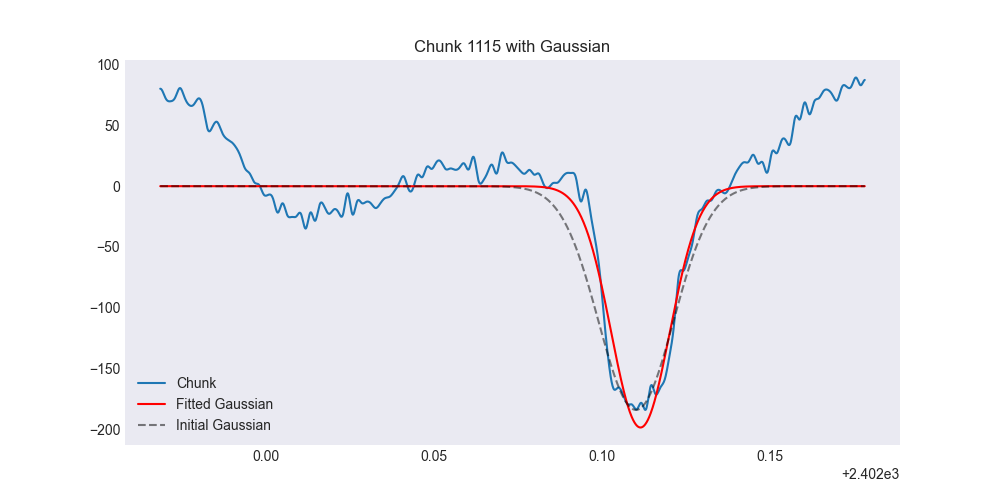 Chunk 1115 with Gaussian
100
50
0
−50
−100
−150
−200
Chunk
Fitted Gaussian
Initial Gaussian
0.00 0.05 0.10 0.15
+2.402e3